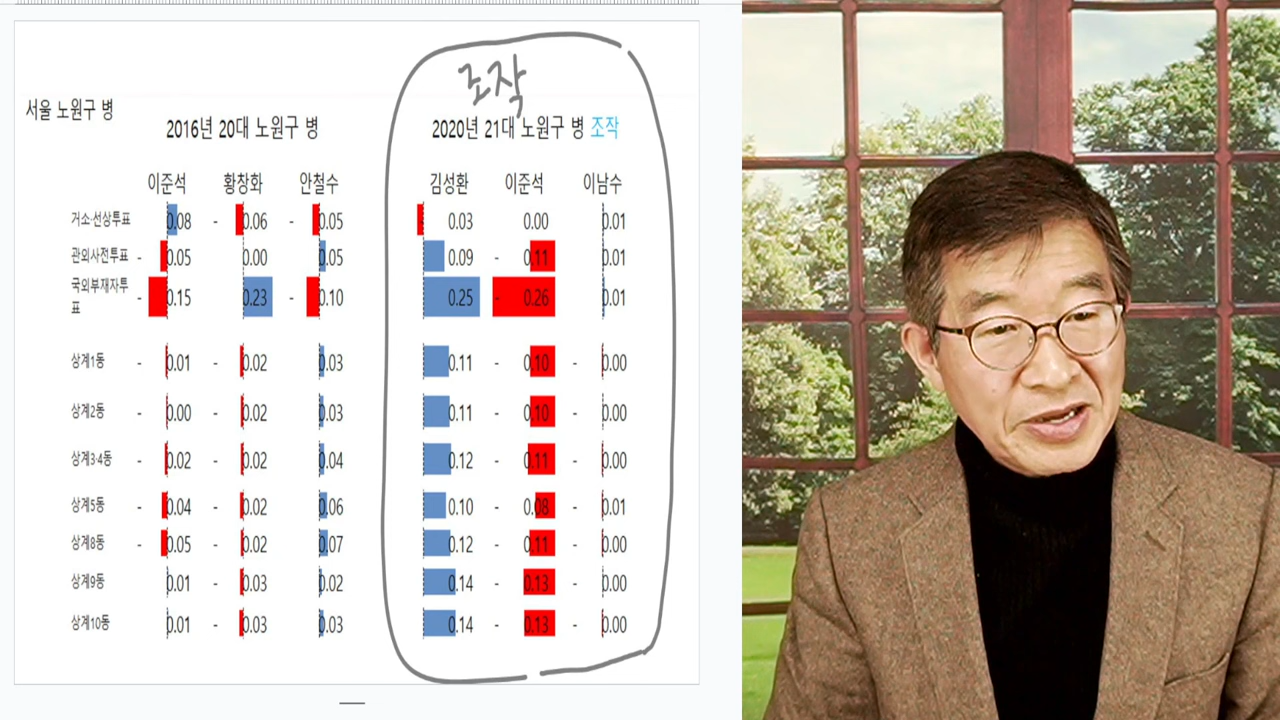 조작
서울 노원구 병
2016년 20대 노원구 병
2020년 21대 노원구 병 조작
이준석 황창화 안철수 김성환 이준석 이남수
거소·선상투표 0.08 - 0.06 - 0.05 0.03 0.00 0.01
관외사전투표 - 0.05 0.00 0.05 0.09 - 0.11 0.01
국외부재자투
표 - 0.15 0.23 - 0.10 0.25 - 0.26 0.01
상계1동 - 0.01 - 0.02 0.03 0.11 - 0.10 - 0.00
상계2동 - 0.00 - 0.02 0.03 0.11 - 0.10 - 0.00
상계3·4동 - 0.02 - 0.02 0.04 0.12 - 0.11 - 0.00
상계5동 - 0.04 - 0.02 0.06 0.10 - 0.08 - 0.01
상계8동 - 0.05 - 0.02 0.07 0.12 - 0.11 - 0.00
상계9동 0.01 - 0.03 0.02 0.14 - 0.13 - 0.00
상계10동 0.01 - 0.03 0.03 0.14 - 0.13 - 0.00